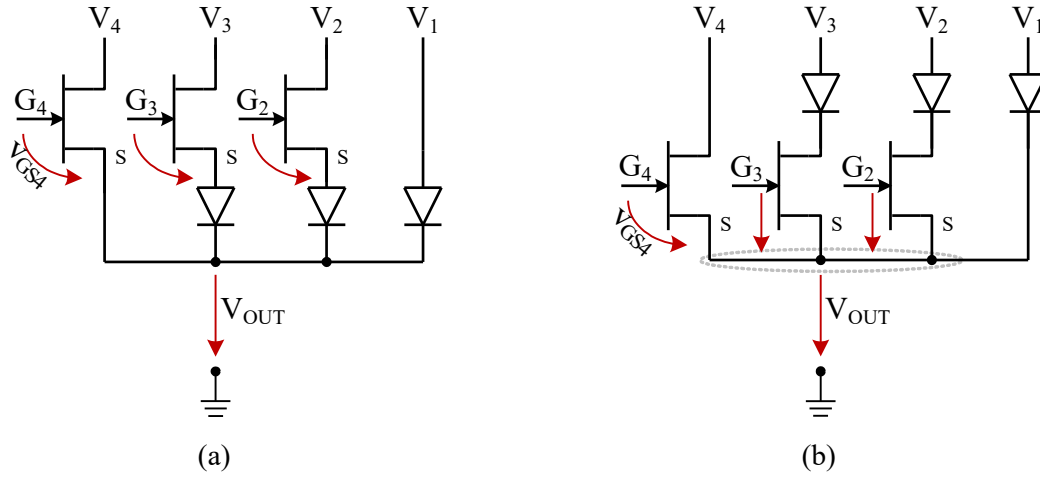 V4 V3 V2 V1
G4 G3 G2
VGS4
S S S
VOUT
(a)
V4 V3 V2 V1
G4 G3 G2
VGS4
S S S
VOUT
(b)